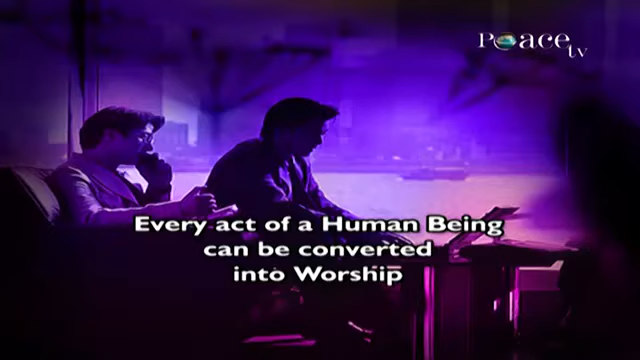 Peace
tv
Every act of a Human Being
can be converted
into Worship